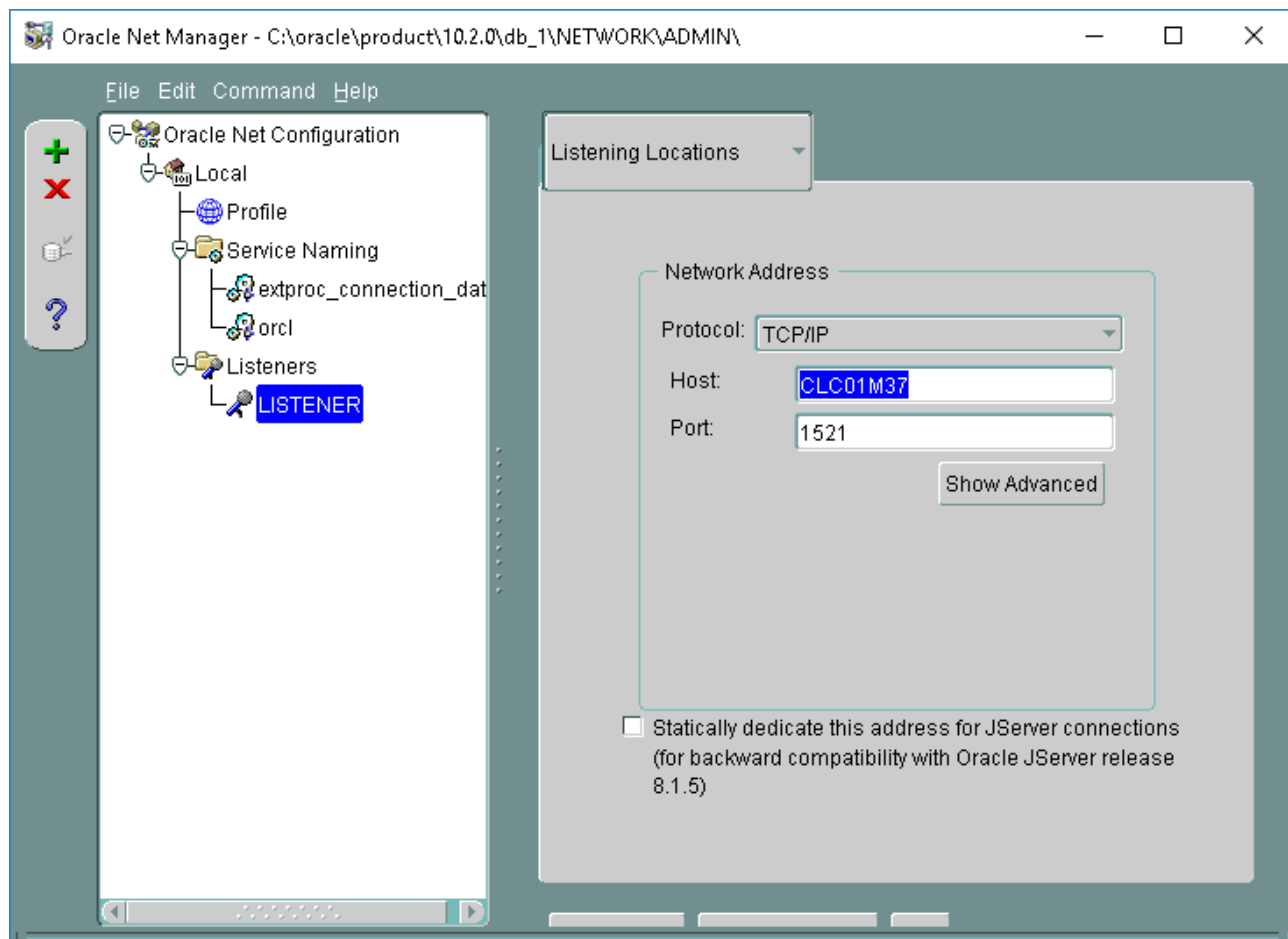 Oracle Net Manager - C:\oracle\product\10.2.0\db_1\NETWORK\ADMIN\
File Edit Command Help
Oracle Net Configuration
Local
Profile
Service Naming
extproc_connection_dat
orcl
Listeners
LISTENER
Listening Locations
Network Address
Protocol: TCP/IP
Host: CLC01M37
Port: 1521
Show Advanced
Statically dedicate this address for JServer connections
(for backward compatibility with Oracle JServer release
8.1.5)